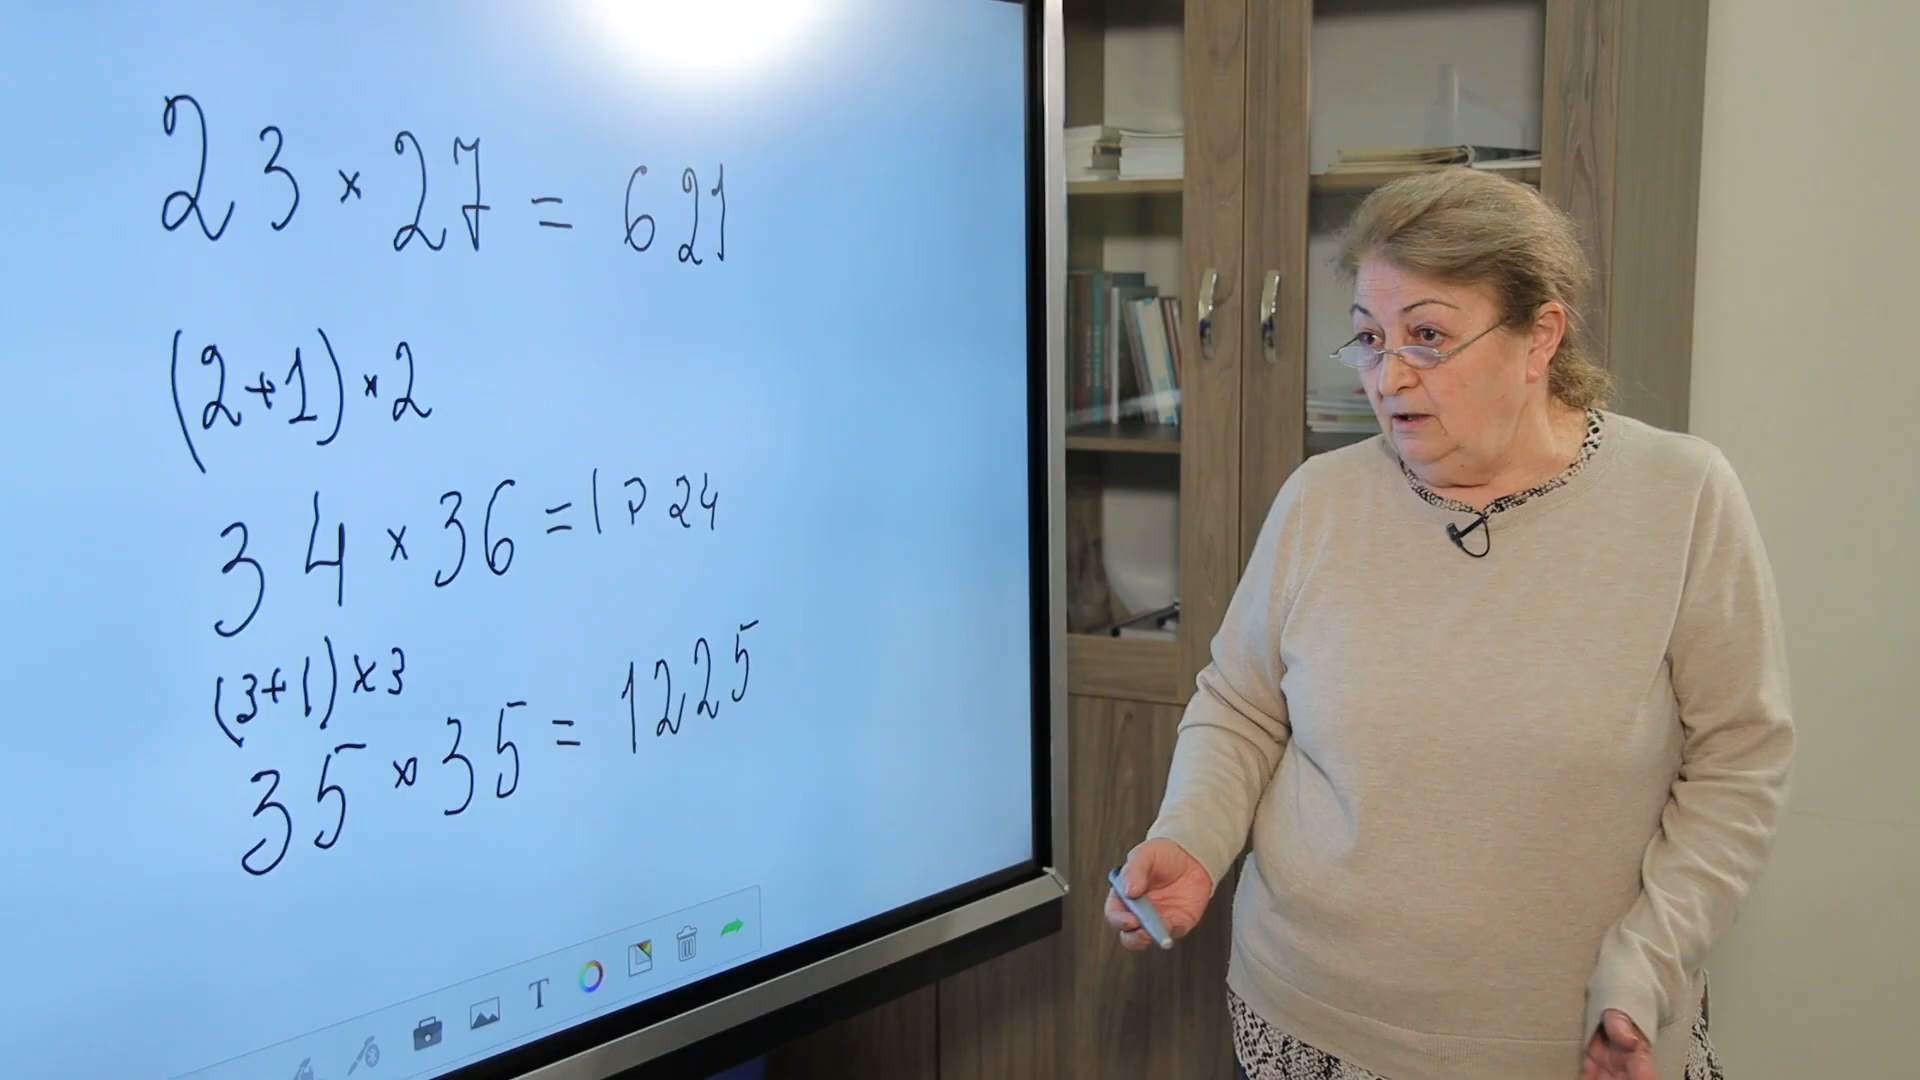 23 × 27 = 621
(2+1) × 2
34 × 36 = 1224
(3+1) × 3
35 × 35 = 1225
T